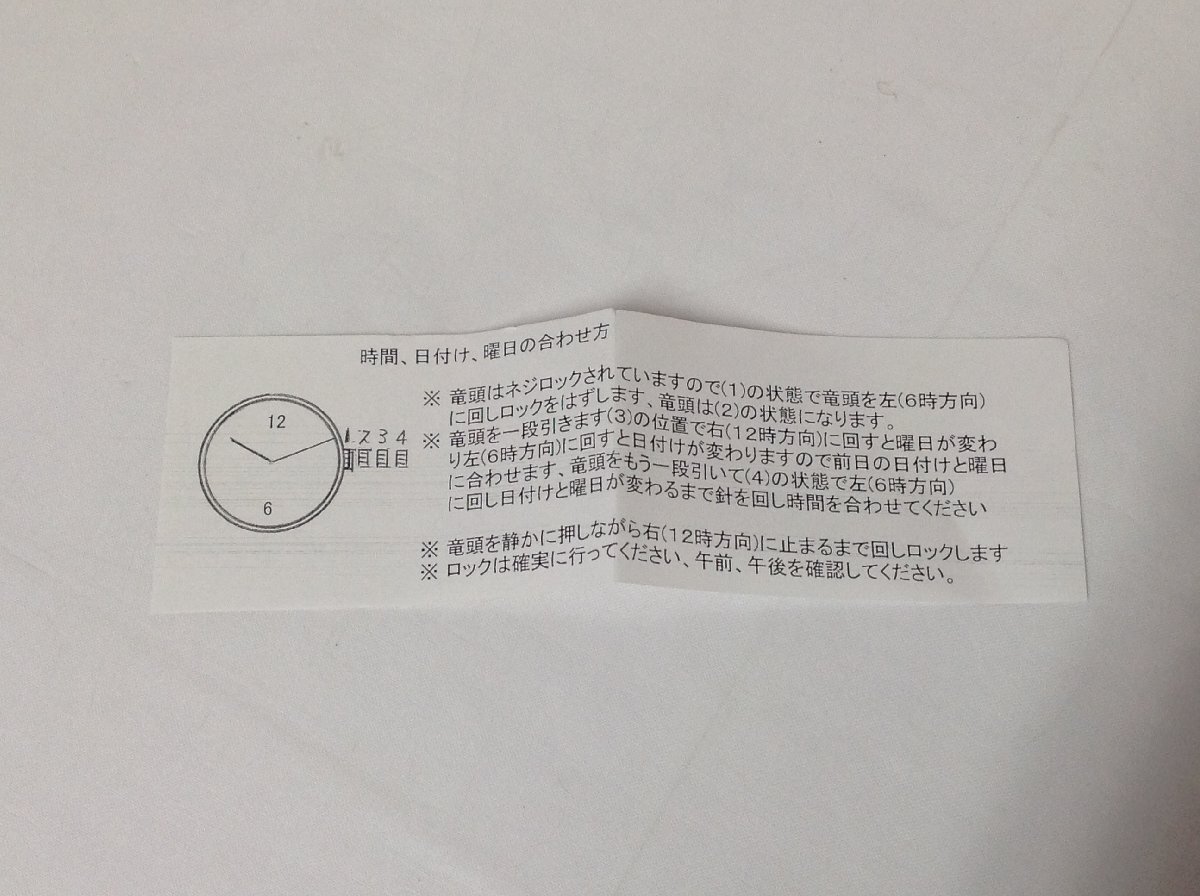 時間、日付け、曜日の合わせ方
※ 竜頭はネジロックされていますので(1)の状態で竜頭を左(6時方向)
に回しロックをはずします、竜頭は(2)の状態になります。
※ 竜頭を一段引きます(3)の位置で右(12時方向)に回すと曜日が変わ
り左(6時方向)に回すと日付けが変わりますので前日の日付けと曜日
に合わせます、竜頭をもう一段引いて(4)の状態で左(6時方向)
に回し日付けと曜日が変わるまで針を回し時間を合わせてください
※ 竜頭を静かに押しながら右(12時方向)に止まるまで回しロックします
※ ロックは確実に行ってください、午前、午後を確認してください。
12
1 2 3 4
6